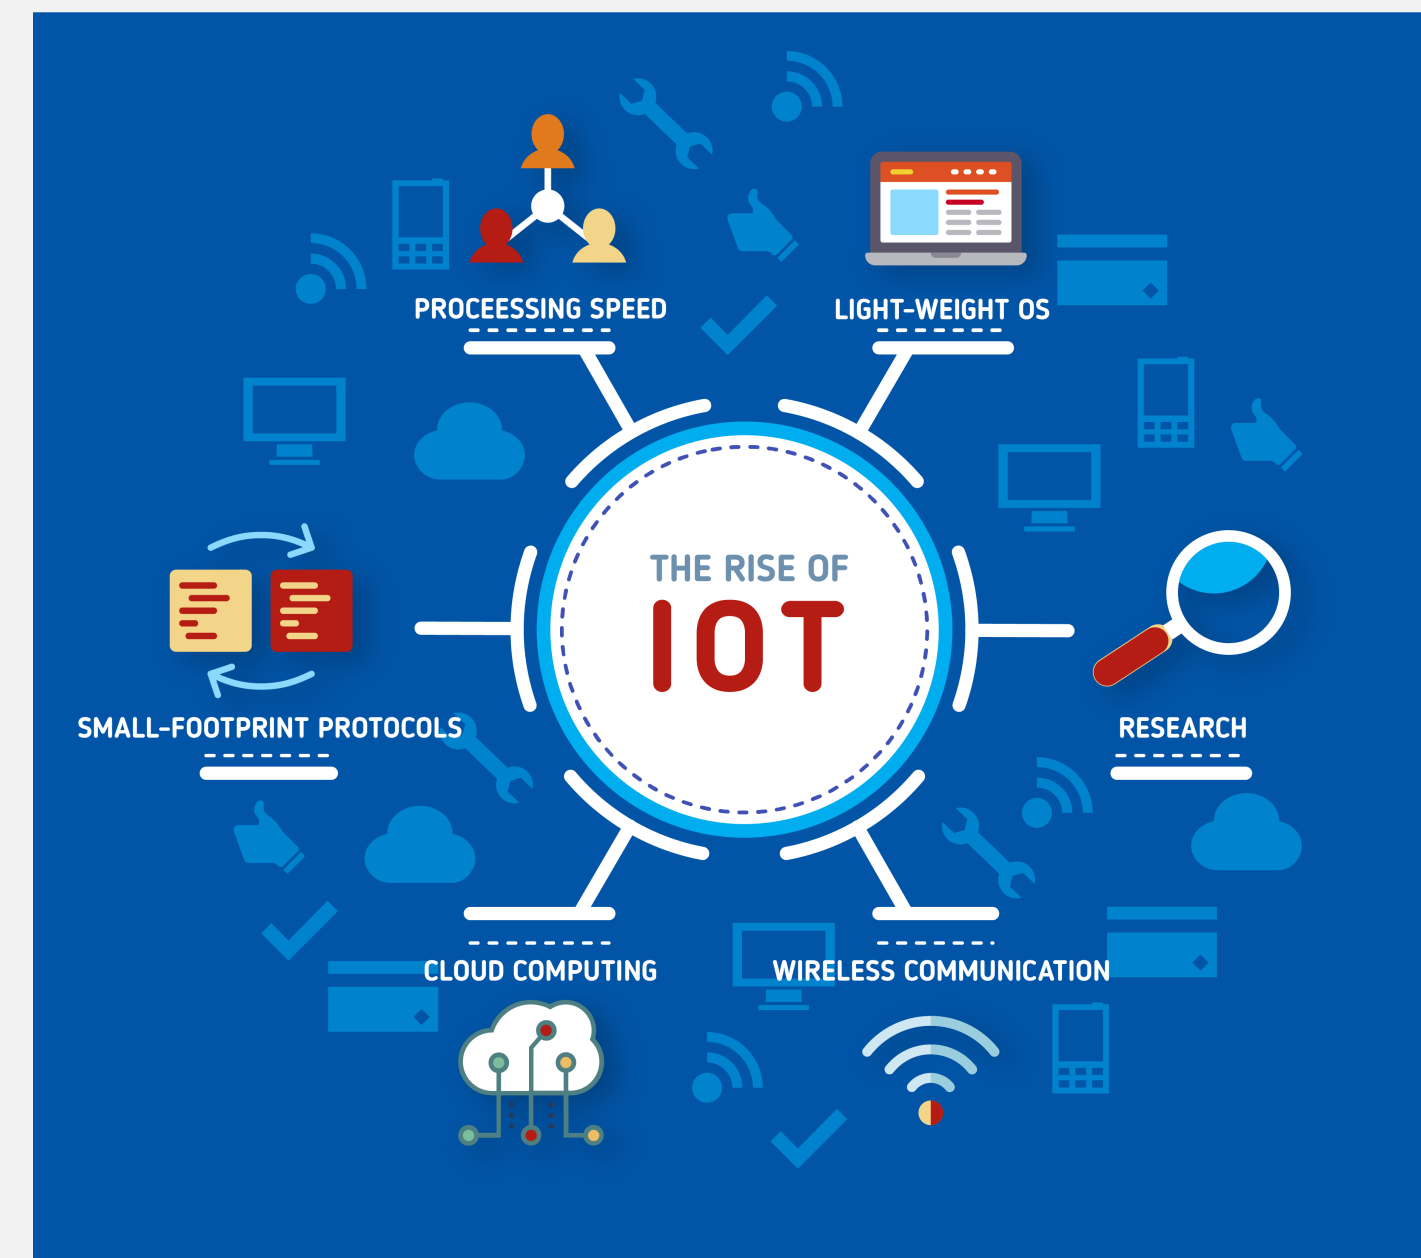 PROCEESSING SPEED
LIGHT-WEIGHT OS
THE RISE OF
IOT
SMALL-FOOTPRINT PROTOCOLS
RESEARCH
CLOUD COMPUTING
WIRELESS COMMUNICATION